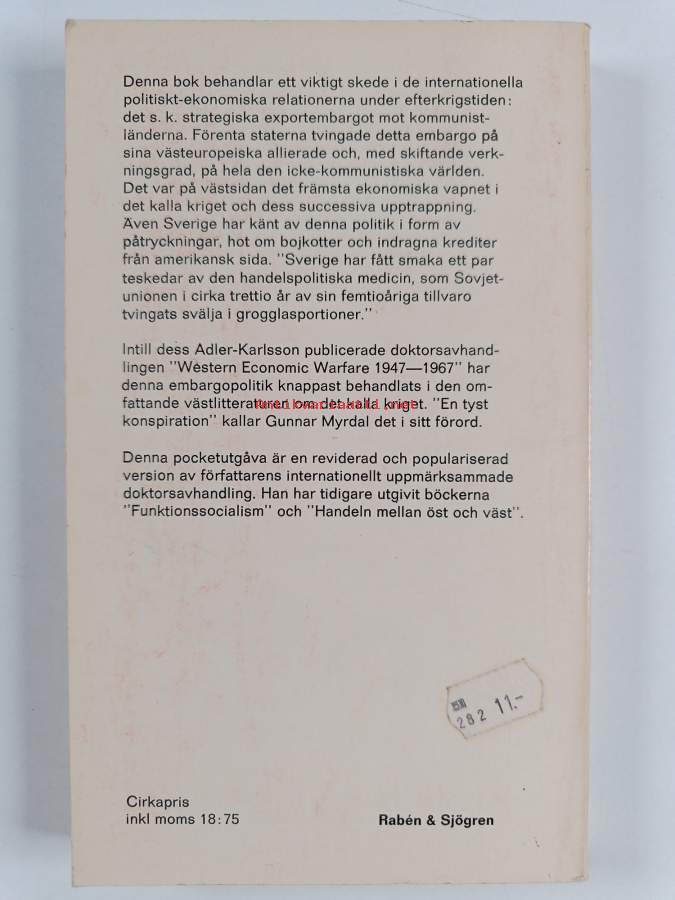 Denna bok behandlar ett viktigt skede i de internationella
politiskt-ekonomiska relationerna under efterkrigstiden:
det s. k. strategiska exportembargot mot kommunist-
länderna. Förenta staterna tvingade detta embargo på
sina västeuropeiska allierade och, med skiftande verk-
ningsgrad, på hela den icke-kommunistiska världen.
Det var på västsidan det främsta ekonomiska vapnet i
det kalla kriget och dess successiva upptrappning.
Även Sverige har känt av denna politik i form av
påtryckningar, hot om bojkotter och indragna krediter
från amerikansk sida. "Sverige har fått smaka ett par
teskedar av den handelspolitiska medicin, som Sovjet-
unionen i cirka trettio år av sin femtioåriga tillvaro
tvingats svälja i grogglasportioner."
Intill dess Adler-Karlsson publicerade doktorsavhand-
lingen "Western Economic Warfare 1947—1967" har
denna embargopolitik knappast behandlats i den om-
fattande västlitteraturen om det kalla kriget. "En tyst
konspiration" kallar Gunnar Myrdal det i sitt förord.
Denna pocketutgåva är en reviderad och populariserad
version av författarens internationellt uppmärksammade
doktorsavhandling. Han har tidigare utgivit böckerna
"Funktionssocialism" och "Handeln mellan öst och väst".
282 11.-
Cirkapris
inkl moms 18:75
Rabén & Sjögren